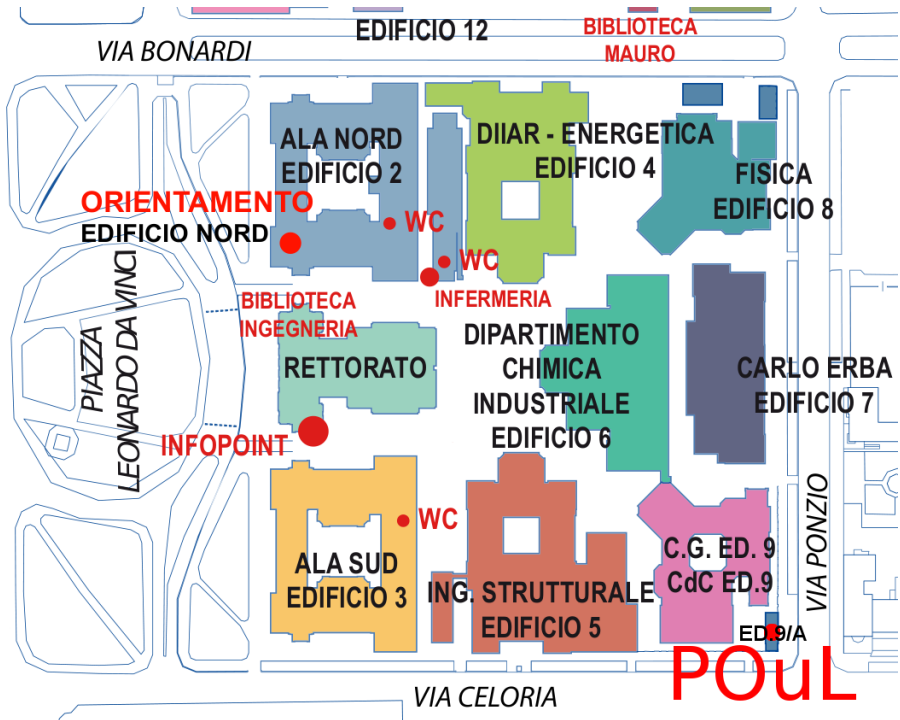 EDIFICIO 12
BIBLIOTECA
MAURO
VIA BONARDI
ALA NORD
EDIFICIO 2
DIIAR - ENERGETICA
EDIFICIO 4
FISICA
EDIFICIO 8
ORIENTAMENTO
EDIFICIO NORD
WC
WC
INFERMERIA
BIBLIOTECA
INGEGNERIA
PIAZZA
LEONARDO DA VINCI
RETTORATO
DIPARTIMENTO
CHIMICA
INDUSTRIALE
EDIFICIO 6
CARLO ERBA
EDIFICIO 7
INFOPOINT
WC
ALA SUD
EDIFICIO 3
ING. STRUTTURALE
EDIFICIO 5
C.G. ED. 9
CdC ED.9
VIA PONZIO
ED.9/A
POuL
VIA CELORIA